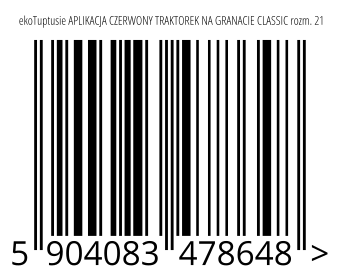 ekoTuptusie APLIKACJA CZERWONY TRAKTOREK NA GRANACIE CLASSIC rozm. 21
5 904083 478648 >